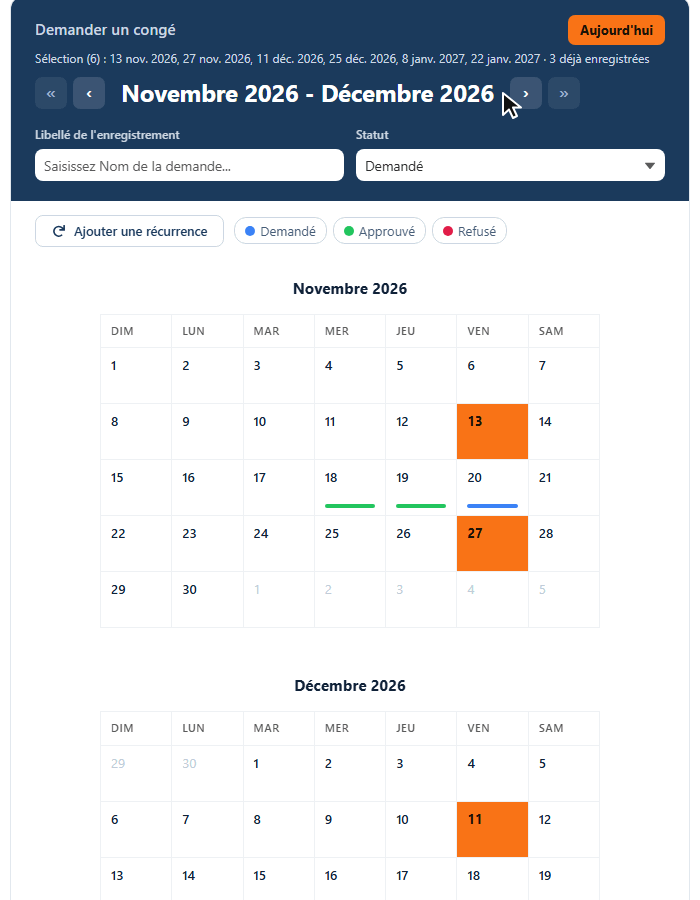 Demander un congé
Aujourd'hui
Sélection (6) : 13 nov. 2026, 27 nov. 2026, 11 déc. 2026, 25 déc. 2026, 8 janv. 2027, 22 janv. 2027 · 3 déjà enregistrées
« ‹ Novembre 2026 - Décembre 2026 › »
Libellé de l'enregistrement Statut
Saisissez Nom de la demande... Demandé
Ajouter une récurrence Demandé Approuvé Refusé
Novembre 2026
DIM LUN MAR MER JEU VEN SAM
1 2 3 4 5 6 7
8 9 10 11 12 13 14
15 16 17 18 19 20 21
22 23 24 25 26 27 28
29 30 1 2 3 4 5
Décembre 2026
DIM LUN MAR MER JEU VEN SAM
29 30 1 2 3 4 5
6 7 8 9 10 11 12
13 14 15 16 17 18 19